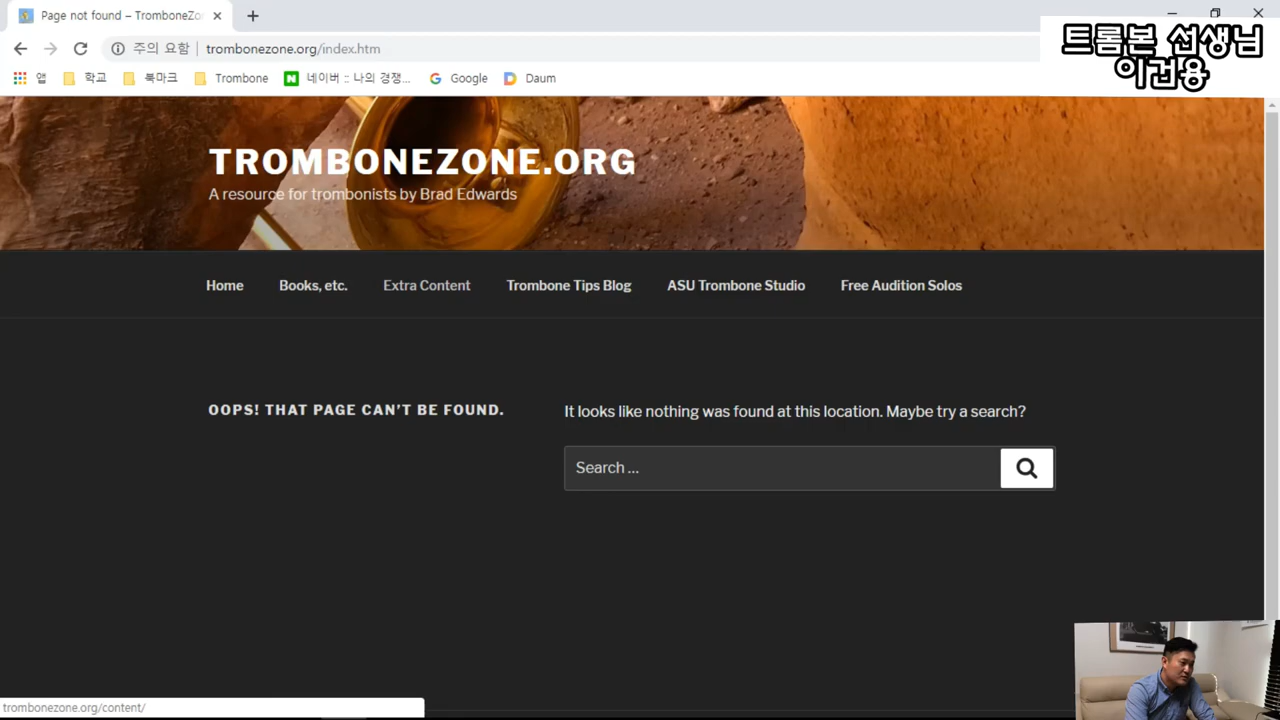 Page not found – TromboneZo
주의 요함 | trombonezone.org/index.htm
트롬본 선생님
이건용
앱 학교 북마크 Trombone 네이버 :: 나의 경쟁... Google Daum
TROMBONEZONE.ORG
A resource for trombonists by Brad Edwards
Home Books, etc. Extra Content Trombone Tips Blog ASU Trombone Studio Free Audition Solos
OOPS! THAT PAGE CAN'T BE FOUND.
It looks like nothing was found at this location. Maybe try a search?
Search ...
trombonezone.org/content/